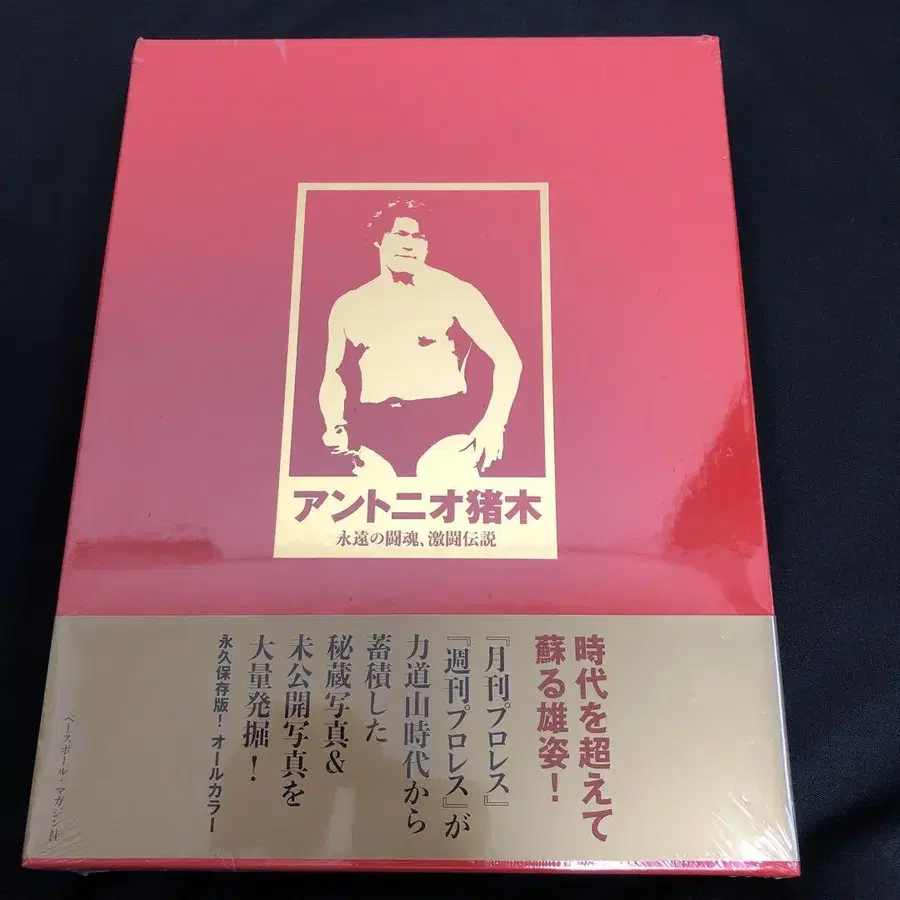 アントニオ猪木
永遠の闘魂、激闘伝説
時代を超えて
蘇る雄姿!
『月刊プロレス』
『週刊プロレス』が
力道山時代から
蓄積した
秘蔵写真&
未公開写真を
大量発掘!
永久保存版! オールカラー
ベースボール・マガジン社